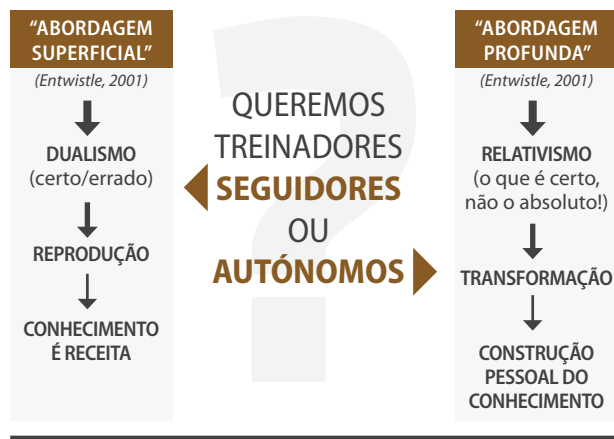 “ABORDAGEM
SUPERFICIAL”
(Entwistle, 2001)
DUALISMO
(certo/errado)
REPRODUÇÃO
CONHECIMENTO
É RECEITA
QUEREMOS
TREINADORES
SEGUIDORES
OU
AUTÓNOMOS
“ABORDAGEM
PROFUNDA”
(Entwistle, 2001)
RELATIVISMO
(o que é certo,
não o absoluto!)
TRANSFORMAÇÃO
CONSTRUÇÃO
PESSOAL DO
CONHECIMENTO
?